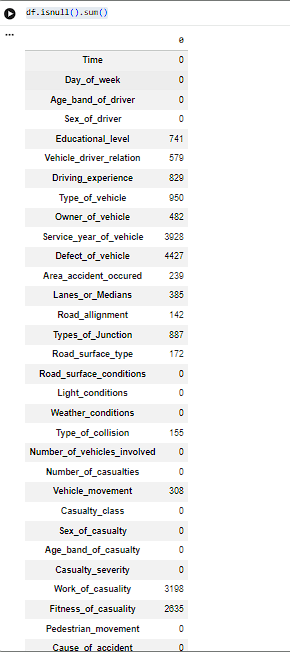 df.isnull().sum()
...
0
Time 0
Day_of_week 0
Age_band_of_driver 0
Sex_of_driver 0
Educational_level 741
Vehicle_driver_relation 579
Driving_experience 829
Type_of_vehicle 950
Owner_of_vehicle 482
Service_year_of_vehicle 3928
Defect_of_vehicle 4427
Area_accident_occured 239
Lanes_or_Medians 385
Road_allignment 142
Types_of_Junction 887
Road_surface_type 172
Road_surface_conditions 0
Light_conditions 0
Weather_conditions 0
Type_of_collision 155
Number_of_vehicles_involved 0
Number_of_casualties 0
Vehicle_movement 308
Casualty_class 0
Sex_of_casualty 0
Age_band_of_casualty 0
Casualty_severity 0
Work_of_casuality 3198
Fitness_of_casuality 2635
Pedestrian_movement 0
Cause_of_accident 0